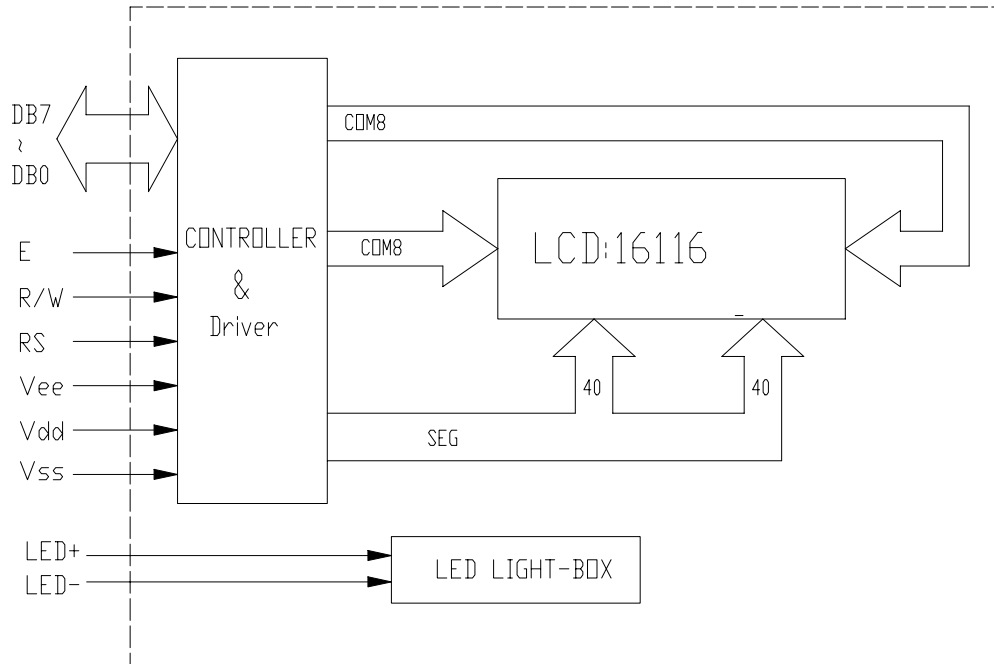 DB7
~
DB0
E
R/W
RS
Vee
Vdd
Vss
LED+
LED-
CONTROLLER
&
Driver
COM8
COM8
LCD:16116
40
40
SEG
LED LIGHT-BOX